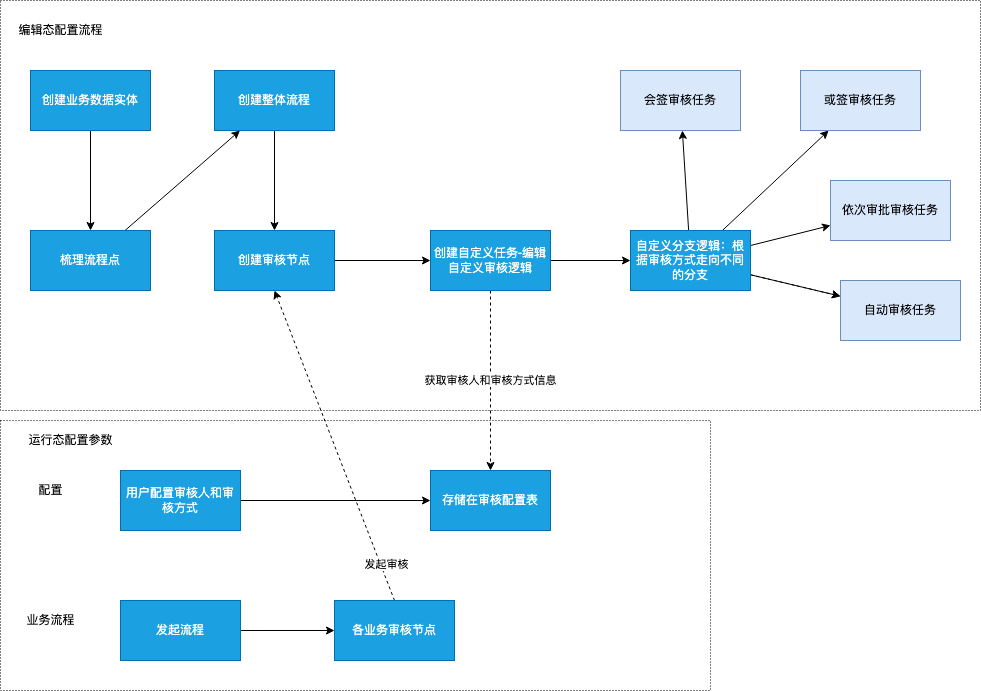 编辑态配置流程
创建业务数据实体
创建整体流程
会签审核任务
或签审核任务
依次审批审核任务
梳理流程点
创建审核节点
创建自定义任务-编辑
自定义审核逻辑
自定义分支逻辑：根
据审核方式走向不同
的分支
自动审核任务
获取审核人和审核方式信息
运行态配置参数
配置
用户配置审核人和审
核方式
存储在审核配置表
发起审核
业务流程
发起流程
各业务审核节点